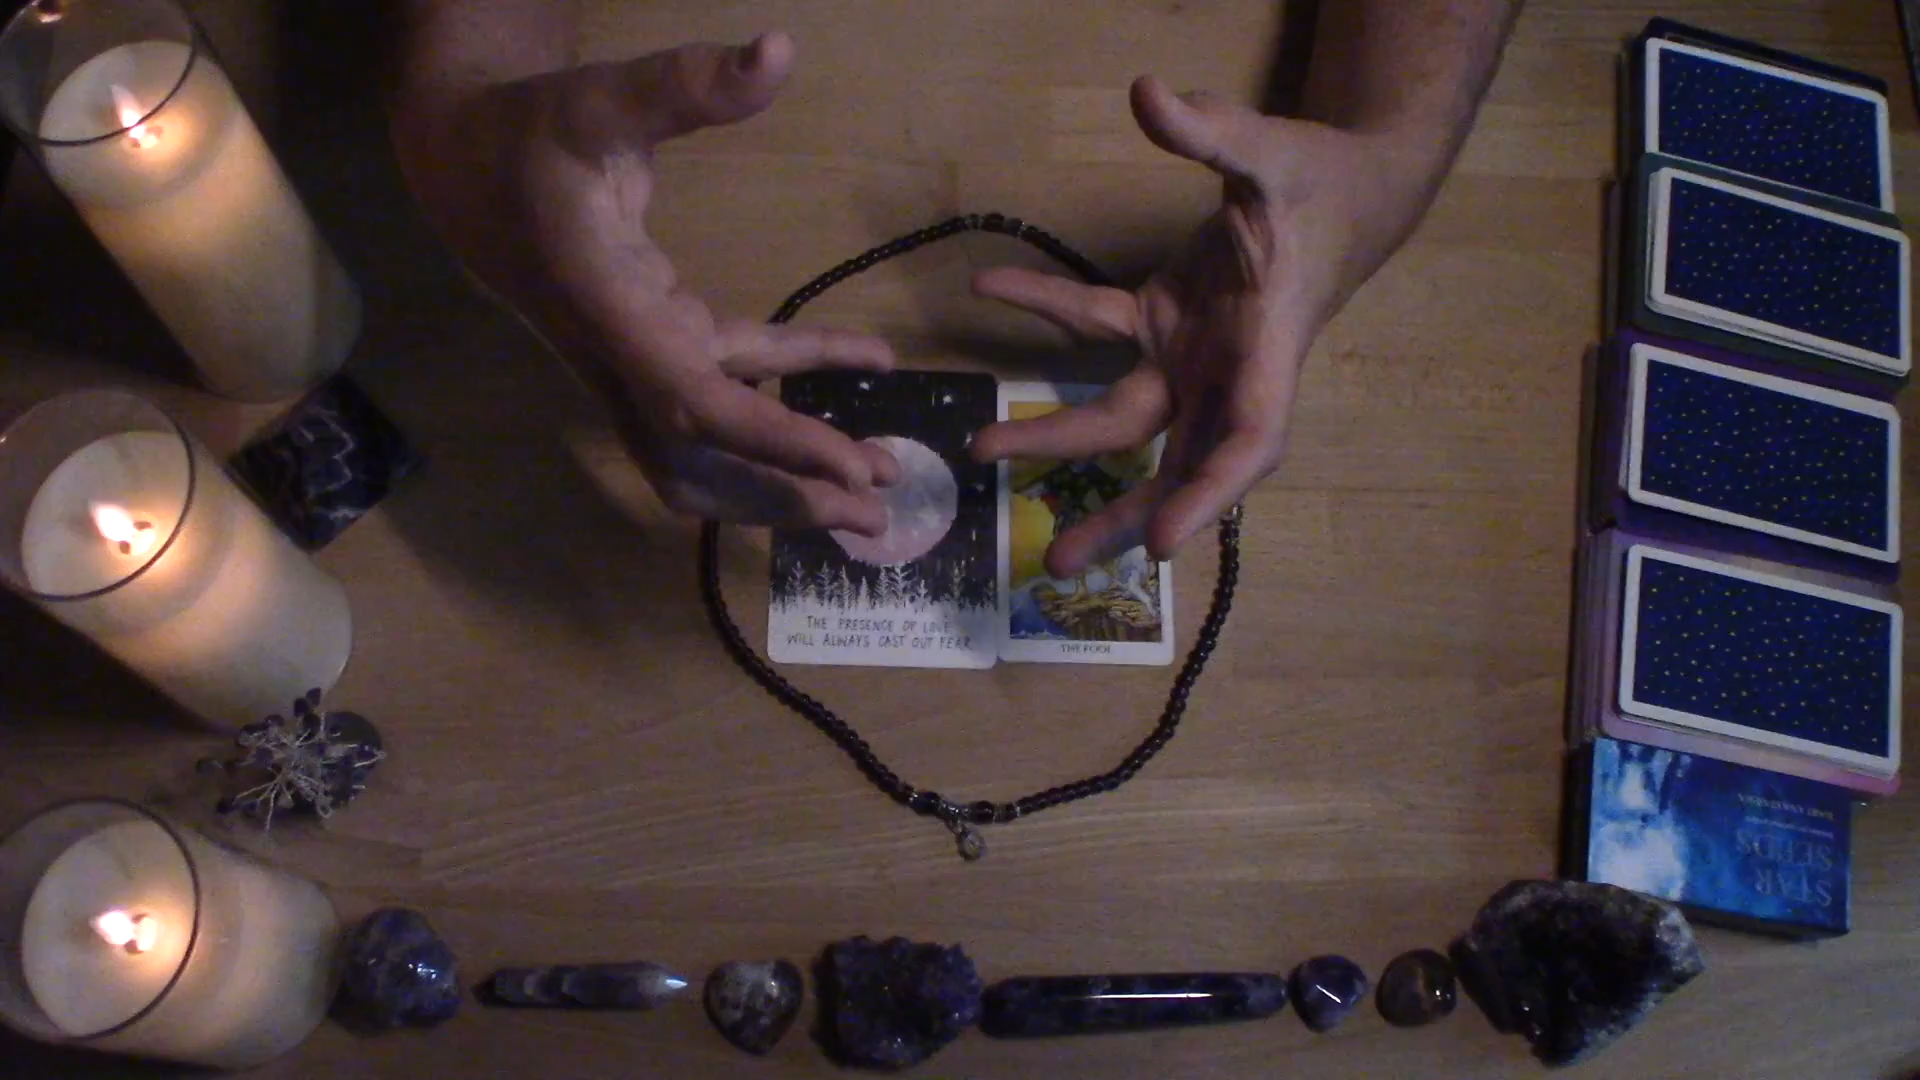 THE PRESENCE OF LOVE
WILL ALWAYS CAST OUT FEAR.
THE FOOL
STAR
SEEDS